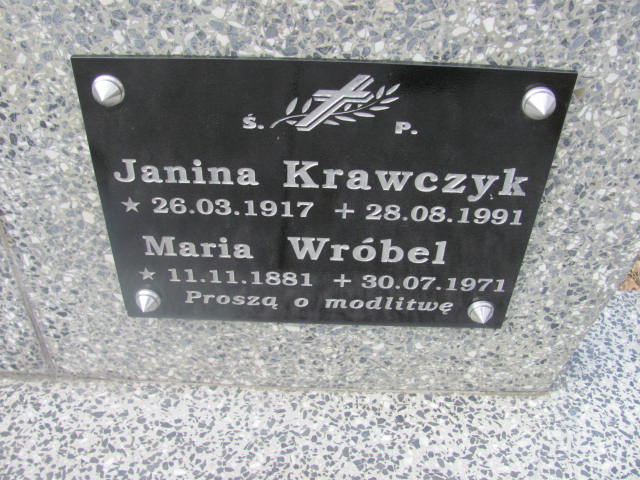 Ś. P.
Janina Krawczyk
★ 26.03.1917 + 28.08.1991
Maria Wróbel
★ 11.11.1881 + 30.07.1971
Proszą o modlitwę